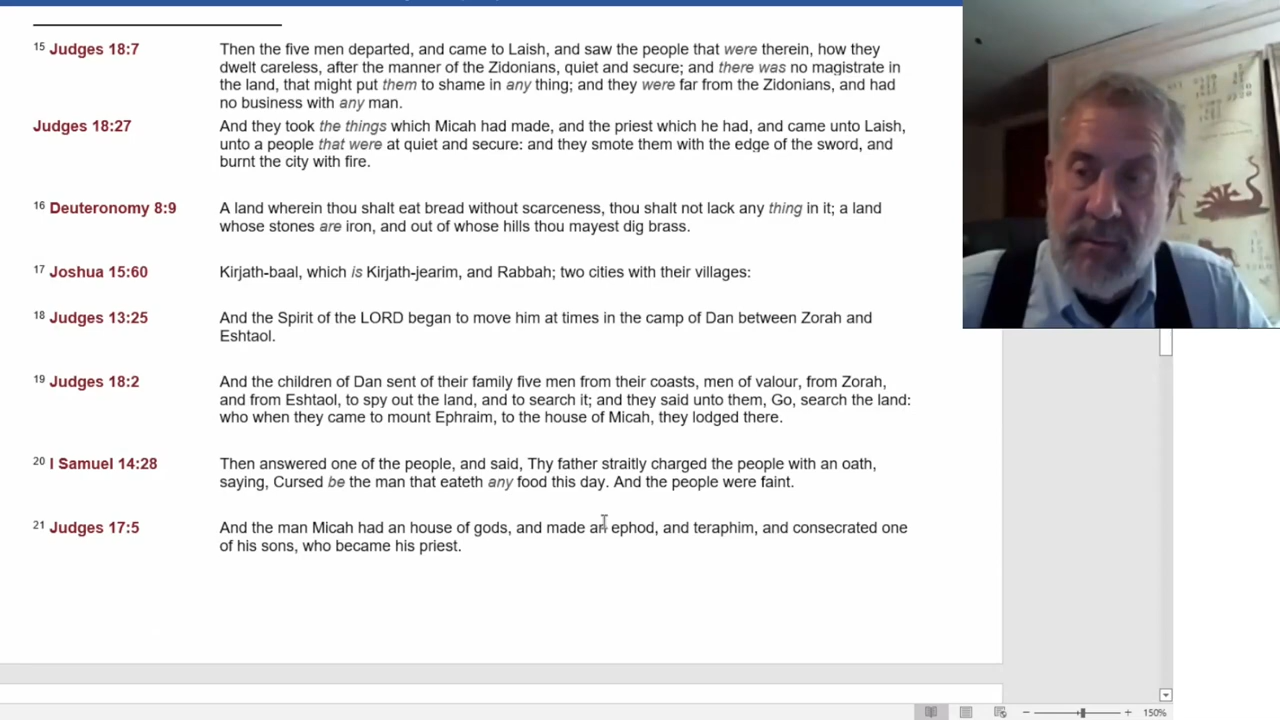 15 Judges 18:7 Then the five men departed, and came to Laish, and saw the people that were therein, how they
dwelt careless, after the manner of the Zidonians, quiet and secure; and there was no magistrate in
the land, that might put them to shame in any thing; and they were far from the Zidonians, and had
no business with any man.
Judges 18:27 And they took the things which Micah had made, and the priest which he had, and came unto Laish,
unto a people that were at quiet and secure: and they smote them with the edge of the sword, and
burnt the city with fire.
16 Deuteronomy 8:9 A land wherein thou shalt eat bread without scarceness, thou shalt not lack any thing in it; a land
whose stones are iron, and out of whose hills thou mayest dig brass.
17 Joshua 15:60 Kirjath-baal, which is Kirjath-jearim, and Rabbah; two cities with their villages:
18 Judges 13:25 And the Spirit of the LORD began to move him at times in the camp of Dan between Zorah and
Eshtaol.
19 Judges 18:2 And the children of Dan sent of their family five men from their coasts, men of valour, from Zorah,
and from Eshtaol, to spy out the land, and to search it; and they said unto them, Go, search the land:
who when they came to mount Ephraim, to the house of Micah, they lodged there.
20 I Samuel 14:28 Then answered one of the people, and said, Thy father straitly charged the people with an oath,
saying, Cursed be the man that eateth any food this day. And the people were faint.
21 Judges 17:5 And the man Micah had an house of gods, and made an ephod, and teraphim, and consecrated one
of his sons, who became his priest.
150%